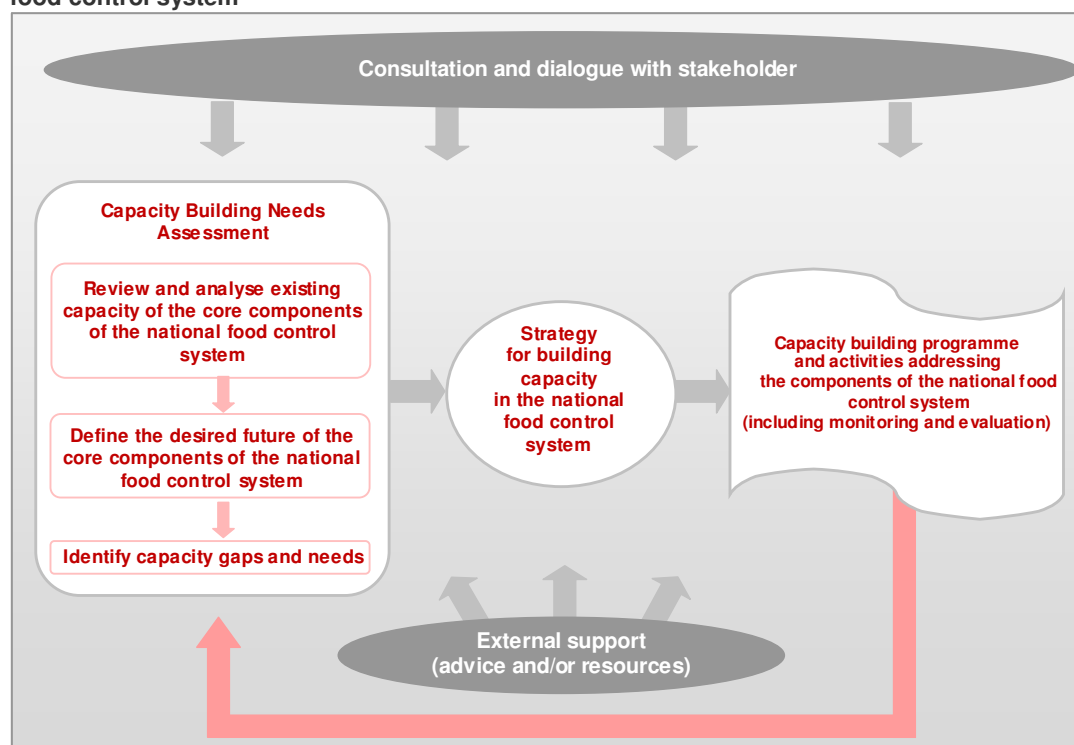 food control system
Consultation and dialogue with stakeholder
Capacity Building Needs
Assessment
Review and analyse existing
capacity of the core components
of the national food control
system
Define the desired future of the
core components of the national
food control system
Identify capacity gaps and needs
Strategy
for building
capacity
in the national
food control
system
Capacity building programme
and activities addressing
the components of the national food
control system
(including monitoring and evaluation)
External support
(advice and/or resources)